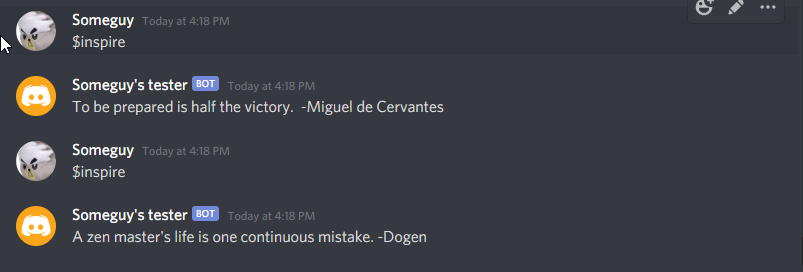 Someguy Today at 4:18 PM
$inspire
Someguy's tester BOT Today at 4:18 PM
To be prepared is half the victory.  -Miguel de Cervantes
Someguy Today at 4:18 PM
$inspire
Someguy's tester BOT Today at 4:18 PM
A zen master's life is one continuous mistake. -Dogen